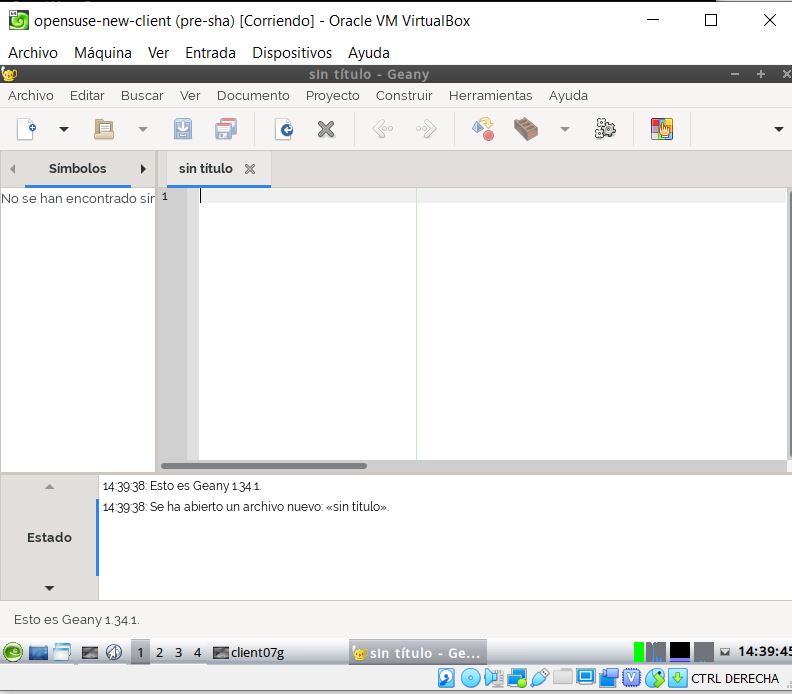 opensuse-new-client (pre-sha) [Corriendo] - Oracle VM VirtualBox
Archivo Máquina Ver Entrada Dispositivos Ayuda
sin título - Geany
Archivo Editar Buscar Ver Documento Proyecto Construir Herramientas Ayuda
Símbolos sin título
No se han encontrado sir
1
14:39:38: Esto es Geany 1.34.1.
14:39:38: Se ha abierto un archivo nuevo: «sin título».
Estado
Esto es Geany 1.34.1.
1 2 3 4 client07g sin título - Ge... 14:39:45
CTRL DERECHA